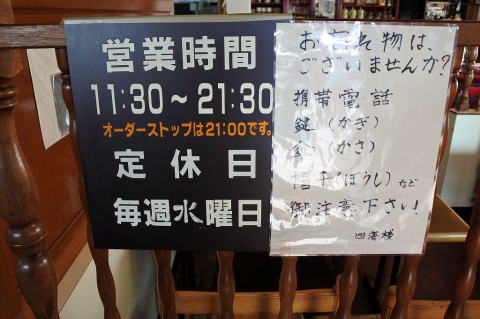 営業時間
11:30～21:30
オーダーストップは21:00です。
定休日
毎週水曜日
お忘れ物は、
ございませんか?
携帯電話
鍵(かぎ)
傘(かさ)
帽子(ぼうし)など
御注意下さい!
四海楼